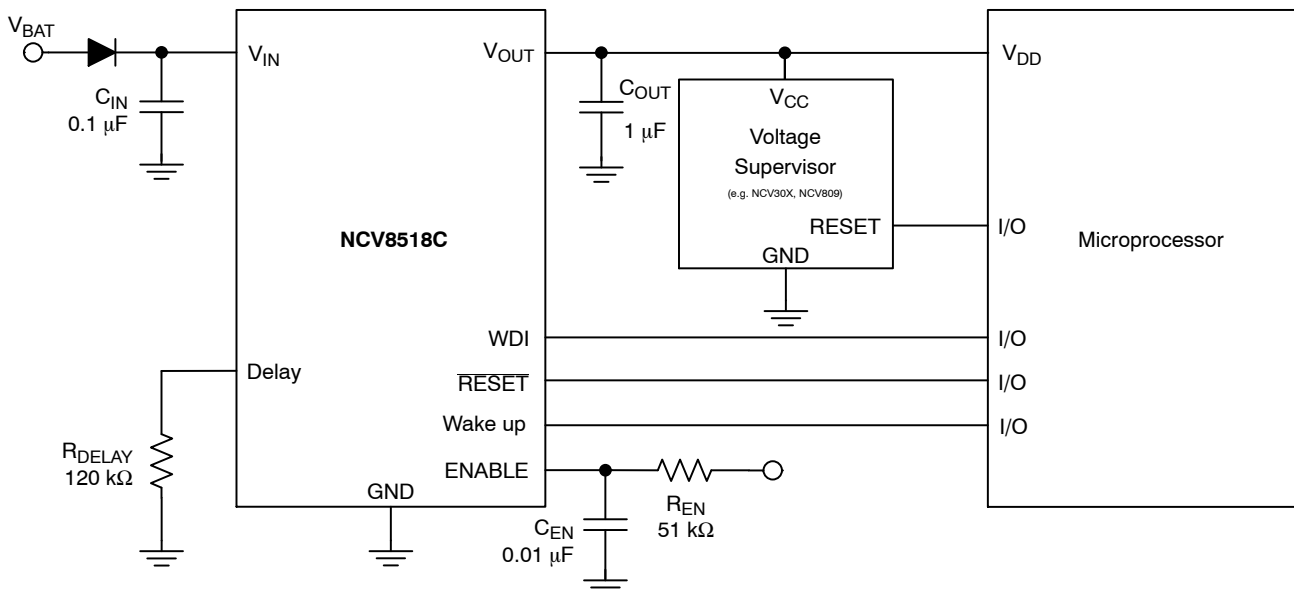 VBAT
VIN
CIN
0.1 μF
Delay
RDELAY
120 kΩ
NCV8518C
GND
VOUT
WDI
RESET
Wake up
ENABLE
COUT
1 μF
VCC
Voltage
Supervisor
(e.g. NCV30X, NCV809)
RESET
GND
CEN
0.01 μF
REN
51 kΩ
VDD
I/O
Microprocessor
I/O
I/O
I/O